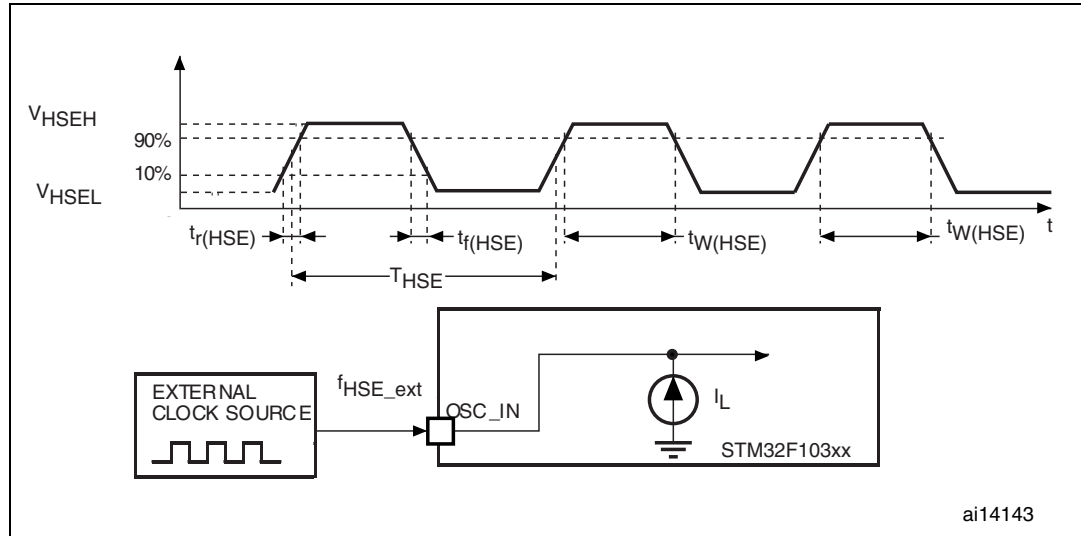 VHSEH
90%
10%
VHSEL
tr(HSE)
tf(HSE)
tW(HSE)
tW(HSE)
t
THSE
EXTERNAL
CLOCK SOURCE
fHSE_ext
OSC_IN
IL
STM32F103xx
ai14143